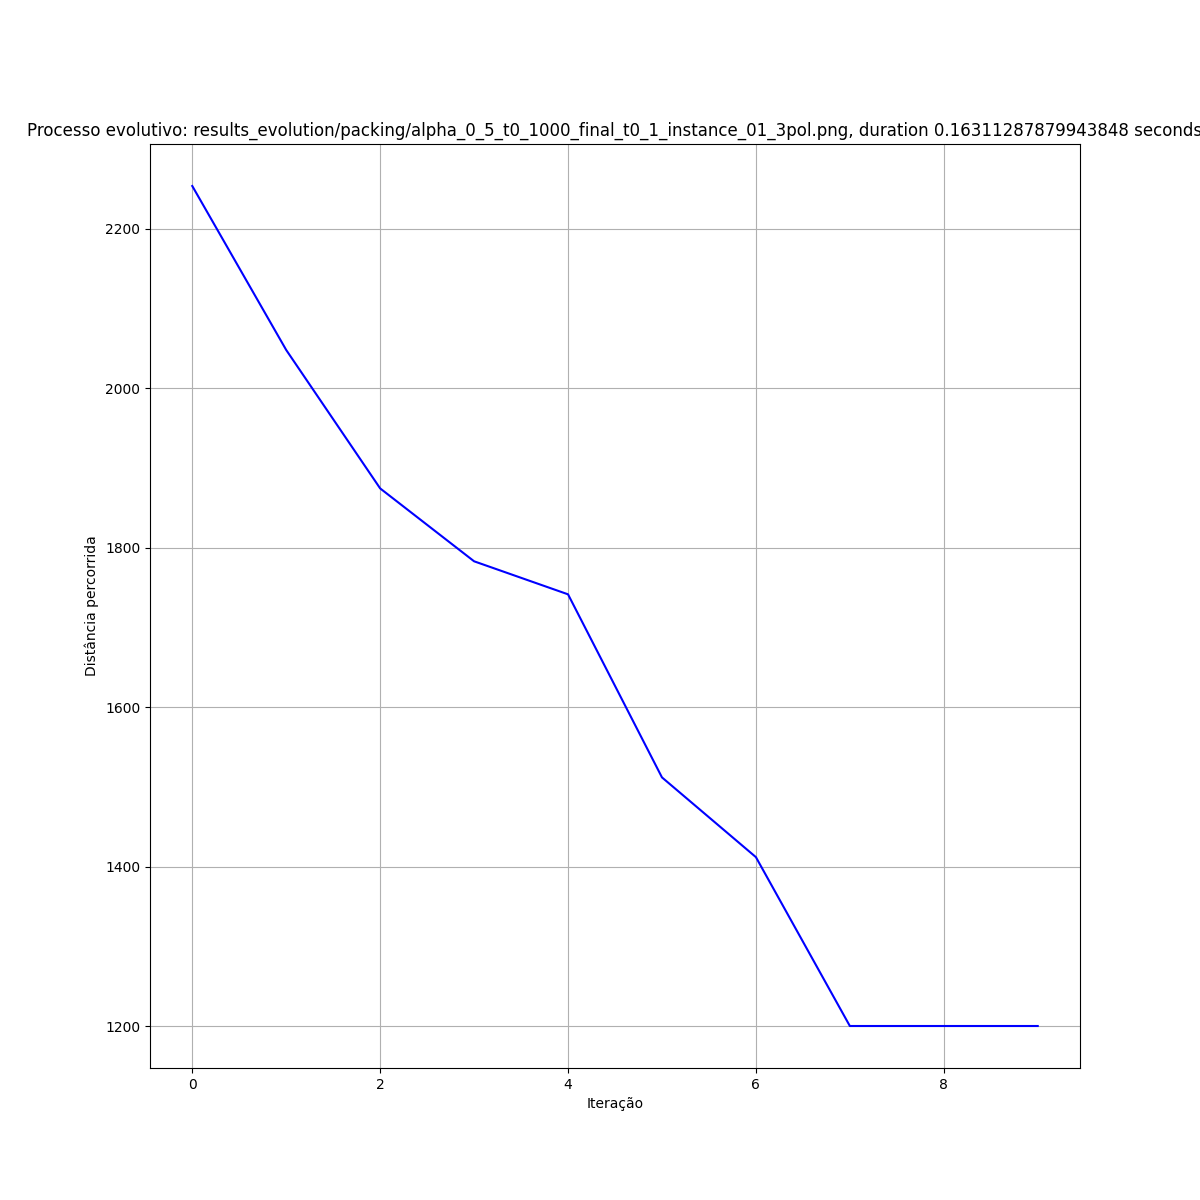 Processo evolutivo: results_evolution/packing/alpha_0_5_t0_1000_final_t0_1_instance_01_3pol.png, duration 0.16311287879943848 seconds
2200
2000
1800
1600
1400
1200
Distância percorrida
0 2 4 6 8
Iteração